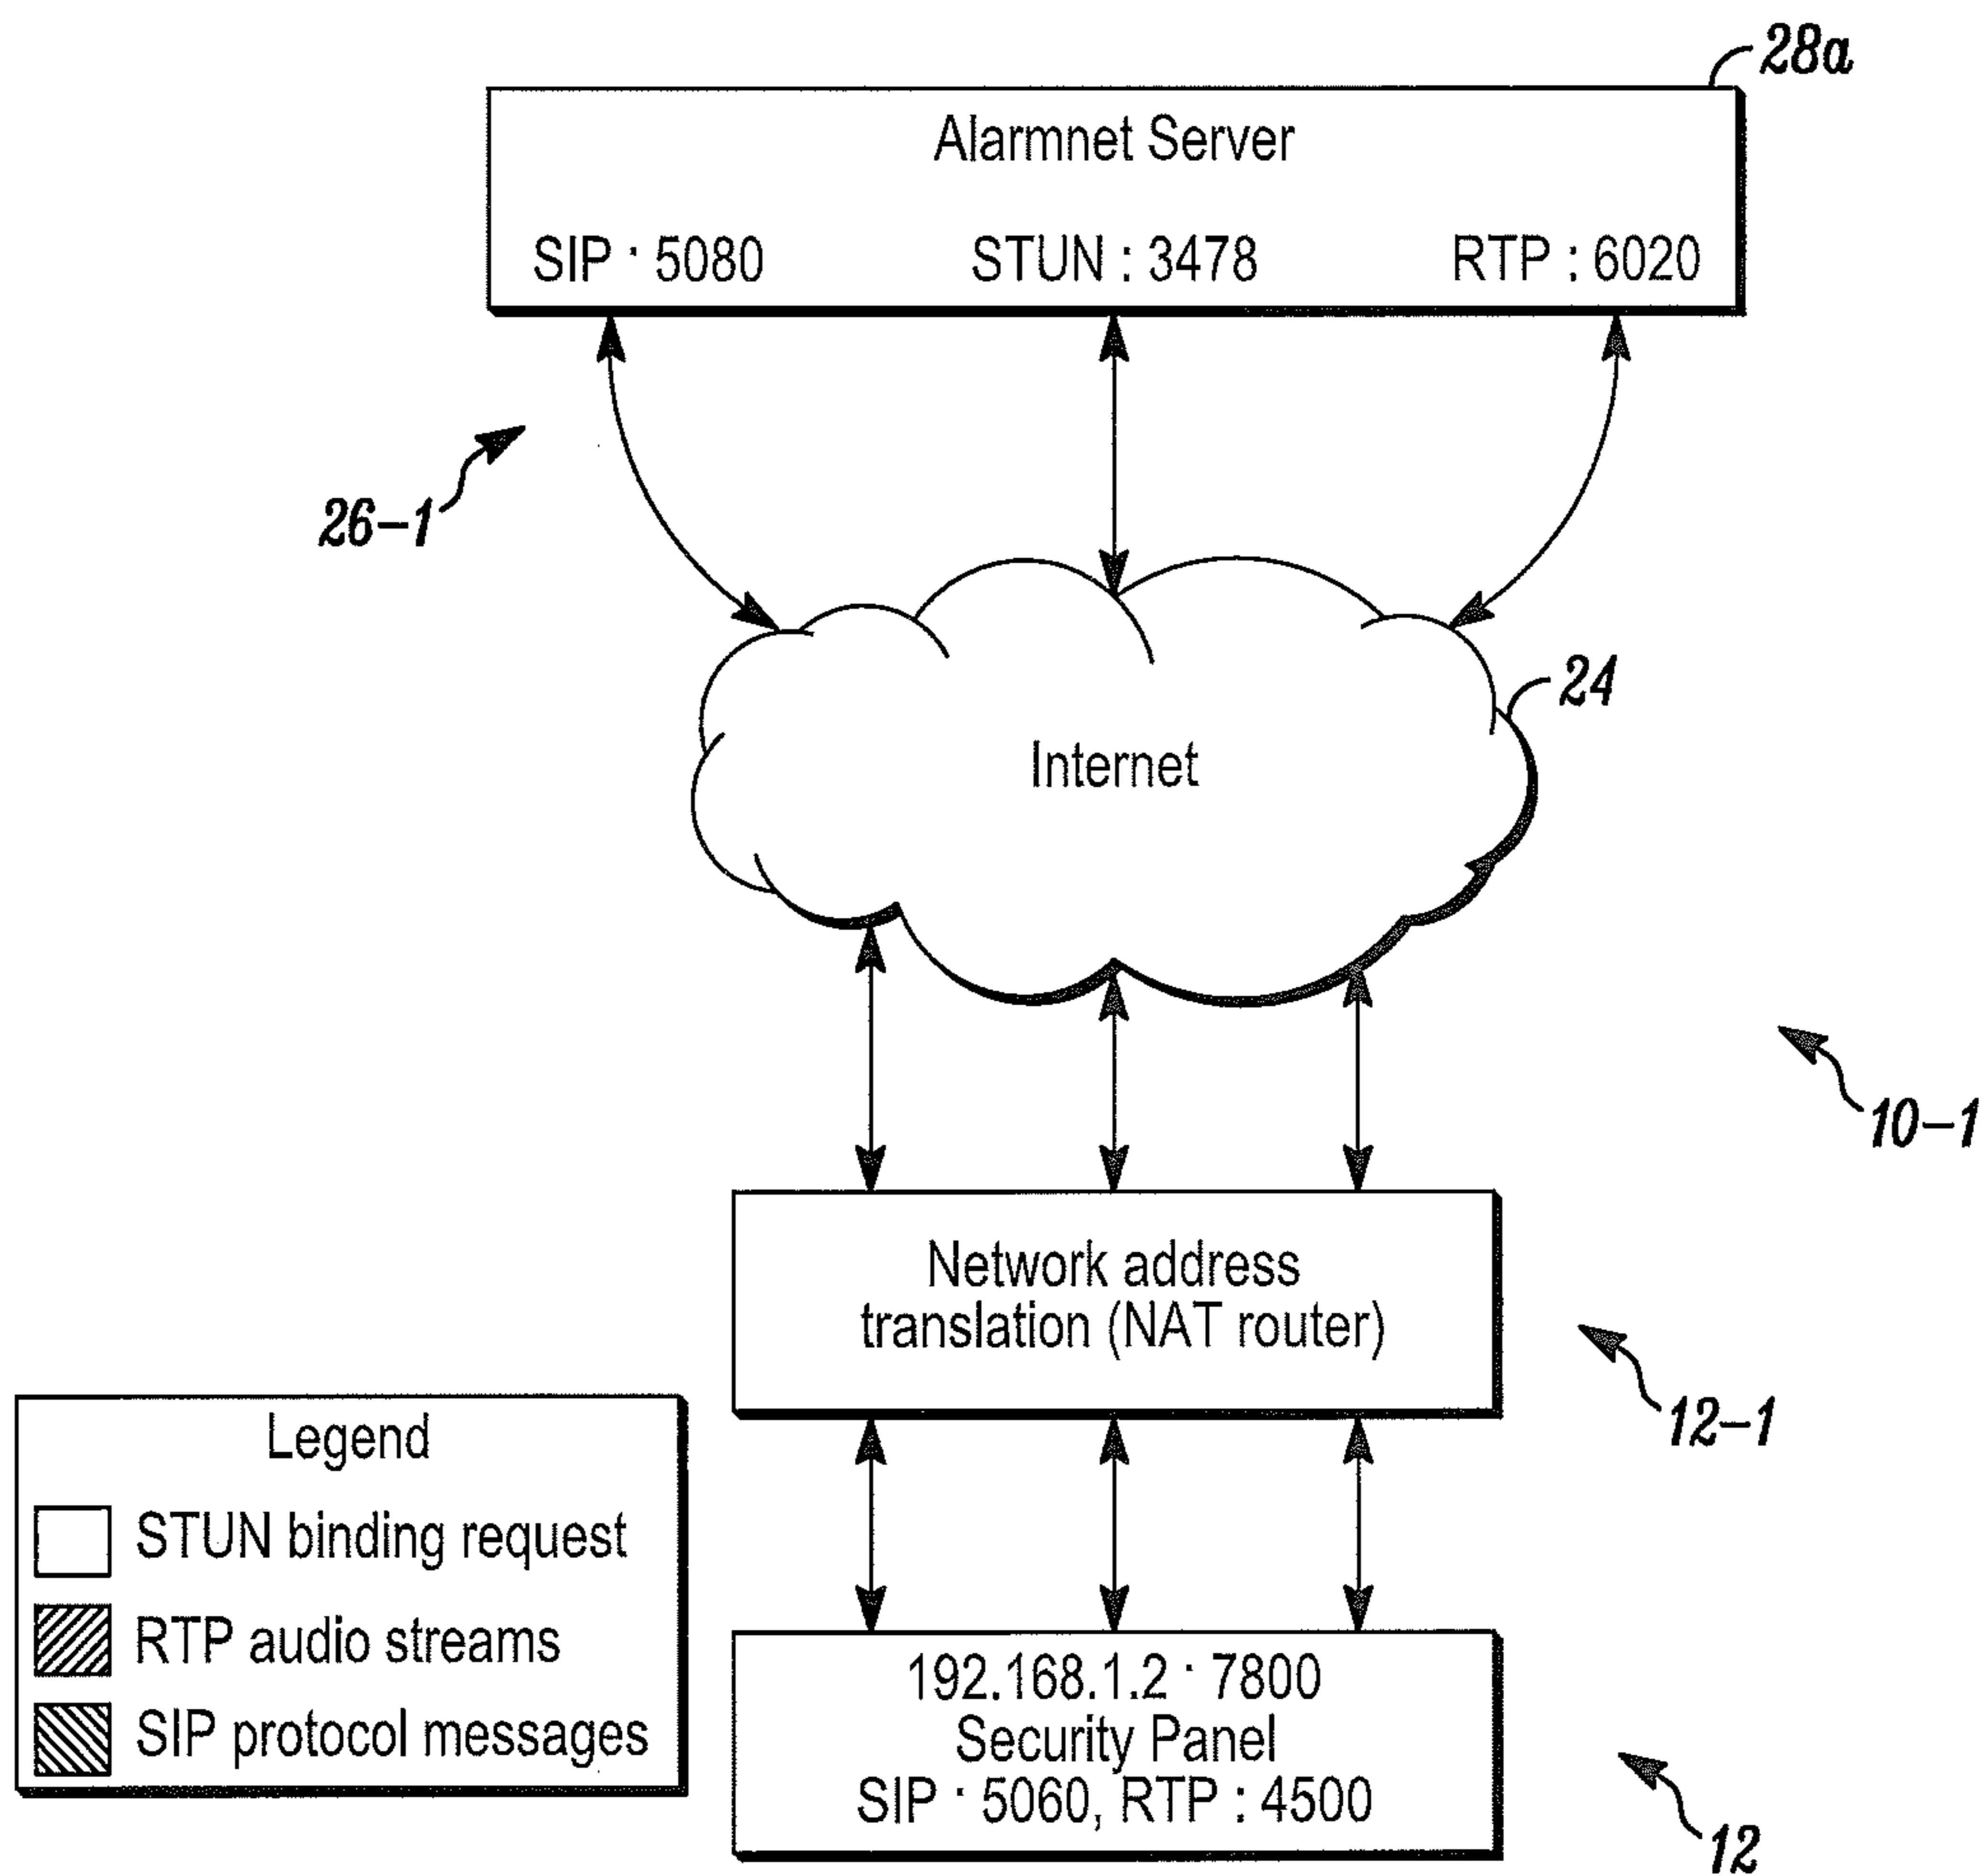 28a
Alarmnet Server
SIP : 5080 STUN : 3478 RTP : 6020
26-1
24
Internet
10-1
Network address
translation (NAT router)
12-1
Legend
STUN binding request
RTP audio streams
SIP protocol messages
192.168.1.2 : 7800
Security Panel
SIP : 5060, RTP : 4500
12